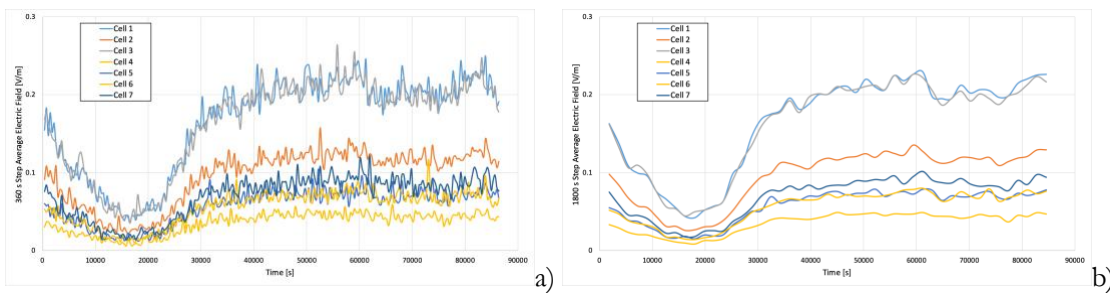 360 s Step Average Electric Field [V/m]
0.3
0.2
0.1
0
Cell 1
Cell 2
Cell 3
Cell 4
Cell 5
Cell 6
Cell 7
0
10000
20000
30000
40000
50000
60000
70000
80000
90000
Time [s]
a)
1800 s Step Average Electric Field [V/m]
0.3
0.2
0.1
0
Cell 1
Cell 2
Cell 3
Cell 4
Cell 5
Cell 6
Cell 7
0
10000
20000
30000
40000
50000
60000
70000
80000
90000
Time [s]
b)